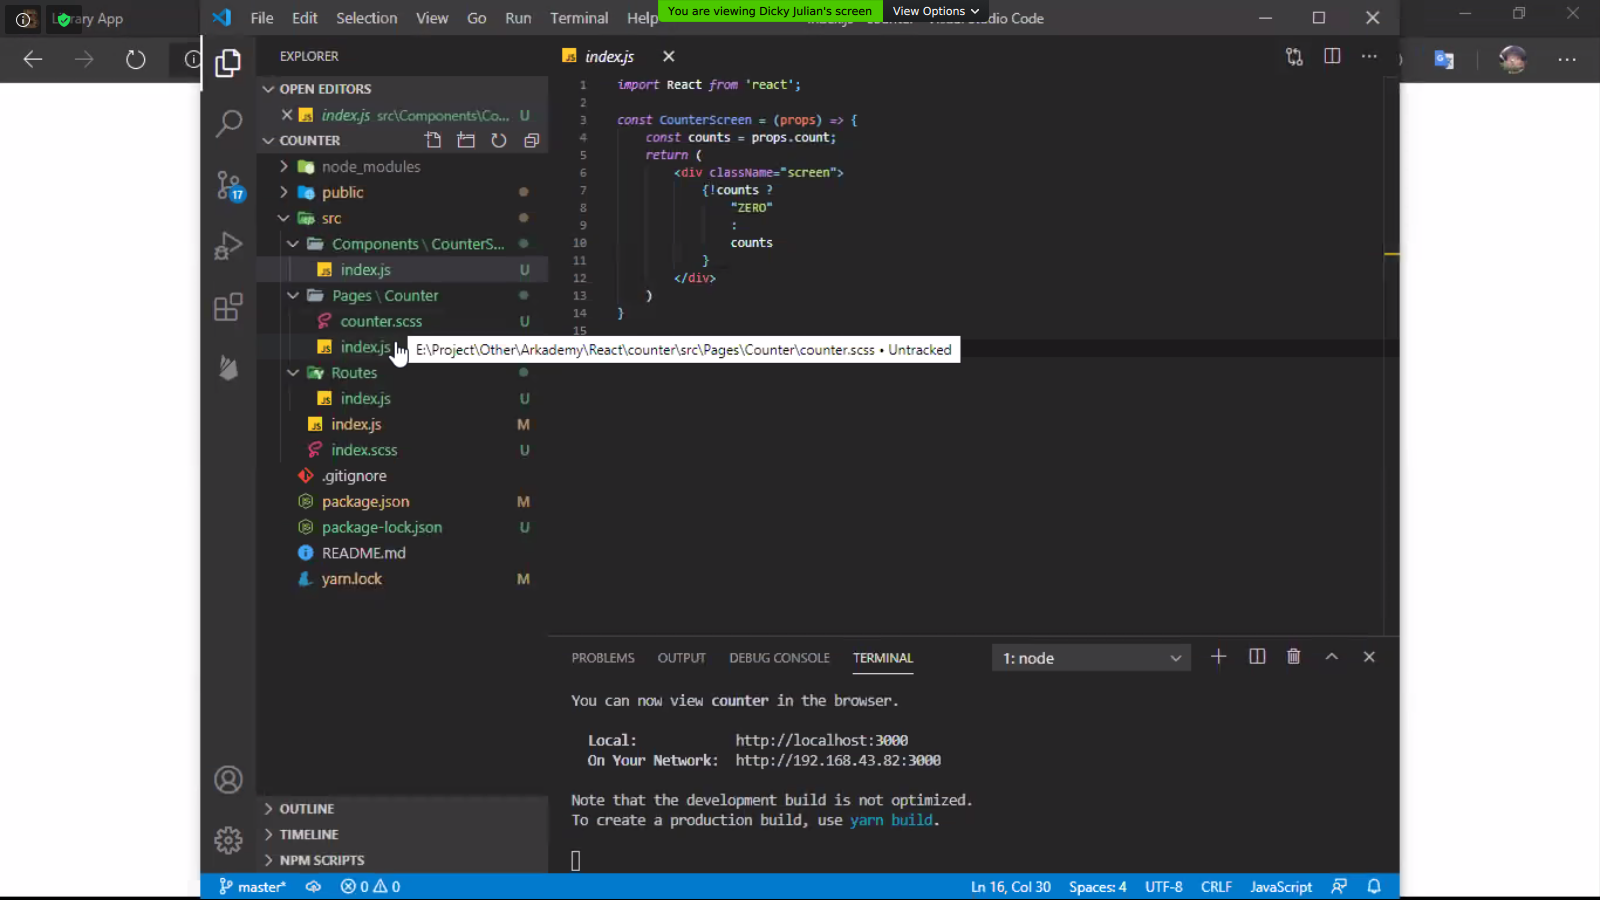 Library App
File Edit Selection View Go Run Terminal Help
You are viewing Dicky Julian's screen
View Options
Visual Studio Code
EXPLORER
OPEN EDITORS
index.js src\Components\Co... U
COUNTER
node_modules
public
src
Components \ CounterS...
index.js U
Pages \ Counter
counter.scss U
index.js
Routes
index.js U
index.js M
index.scss U
.gitignore
package.json M
package-lock.json U
README.md
yarn.lock M
OUTLINE
TIMELINE
NPM SCRIPTS
17
index.js
1 import React from 'react';
2
3 const CounterScreen = (props) => {
4 const counts = props.count;
5 return (
6 <div className="screen">
7 {!counts ?
8 "ZERO"
9 :
10 counts
11 }
12 </div>
13 )
14 }
15
E:\Project\Other\Arkademy\React\counter\src\Pages\Counter\counter.scss • Untracked
PROBLEMS OUTPUT DEBUG CONSOLE TERMINAL
1: node
You can now view counter in the browser.
Local: http://localhost:3000
On Your Network: http://192.168.43.82:3000
Note that the development build is not optimized.
To create a production build, use yarn build.
master* 0 0
Ln 16, Col 30 Spaces: 4 UTF-8 CRLF JavaScript